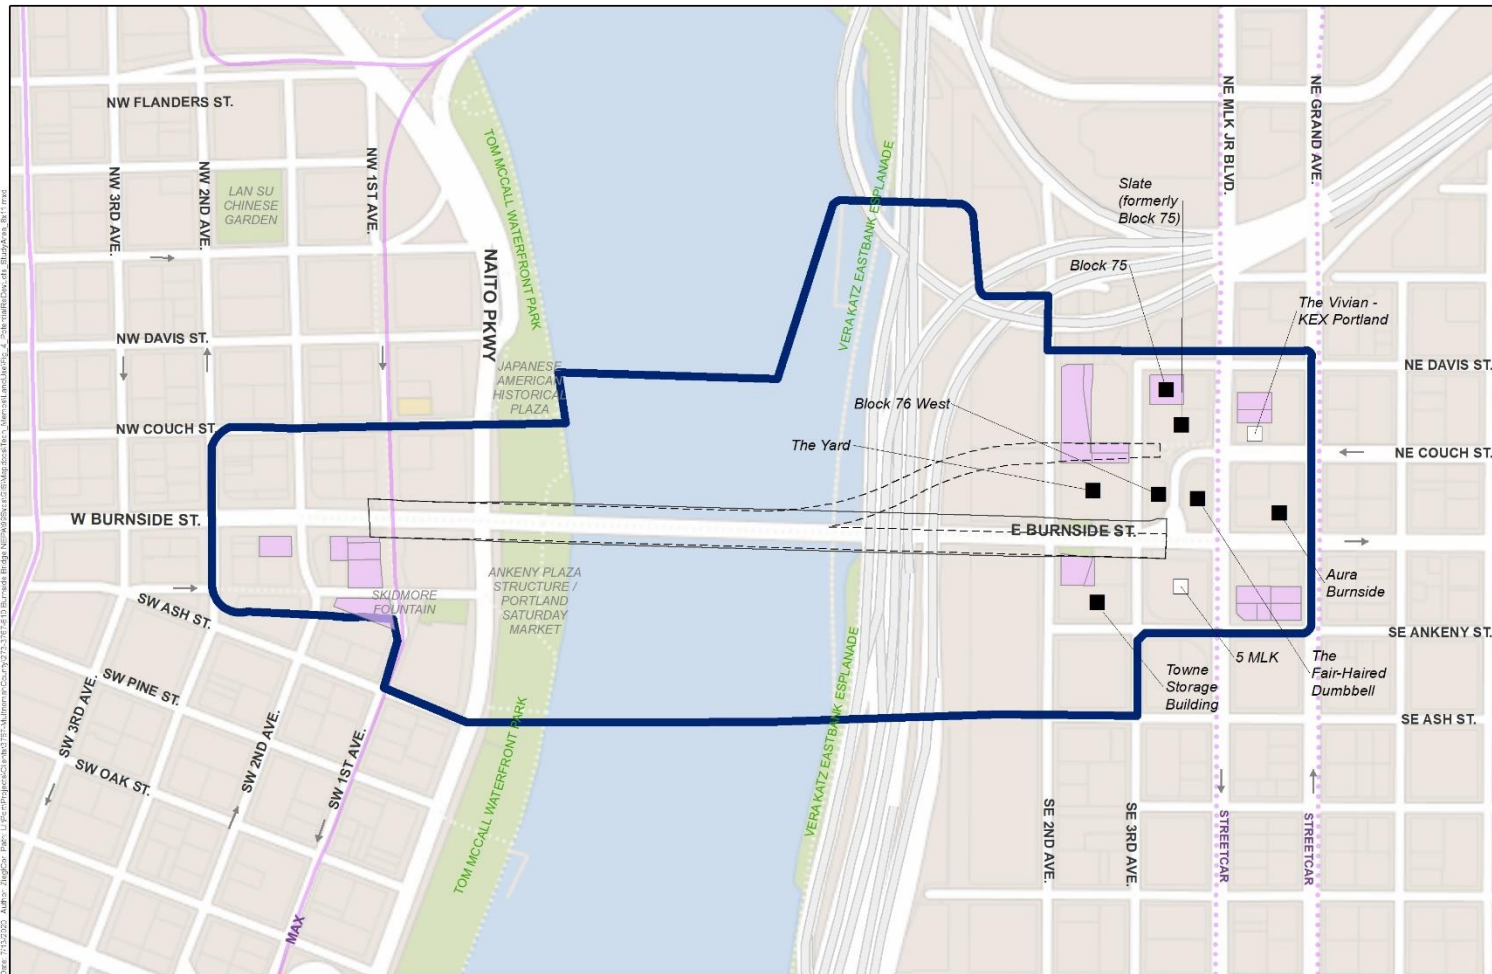 NW FLANDERS ST.
NW 3RD AVE.
NW 2ND AVE.
LAN SU
CHINESE
GARDEN
NW 1ST AVE.
NAITO PKWY
TOM MCCALL WATERFRONT PARK
VERA KATZ EASTBANK ESPLANADE
NE MLK JR BLVD.
NE GRAND AVE.
Slate
(formerly
Block 75)
Block 75
The Vivian -
KEX Portland
NW DAVIS ST.
JAPANESE
AMERICAN
HISTORICAL
PLAZA
NE DAVIS ST.
Block 76 West
NW COUCH ST.
The Yard
NE COUCH ST.
W BURNSIDE ST.
E BURNSIDE ST.
ANKENY PLAZA
STRUCTURE /
PORTLAND
SATURDAY
MARKET
SKIDMORE
FOUNTAIN
Aura
Burnside
SW ASH ST.
SE ANKENY ST.
5 MLK
The
Fair-Haired
Dumbbell
Towne
Storage
Building
SW PINE ST.
SW 3RD AVE.
SW 2ND AVE.
SW 1ST AVE.
TOM MCCALL WATERFRONT PARK
VERA KATZ EASTBANK ESPLANADE
SE ASH ST.
SW OAK ST.
SE 2ND AVE.
SE 3RD AVE.
STREETCAR
STREETCAR
MAX